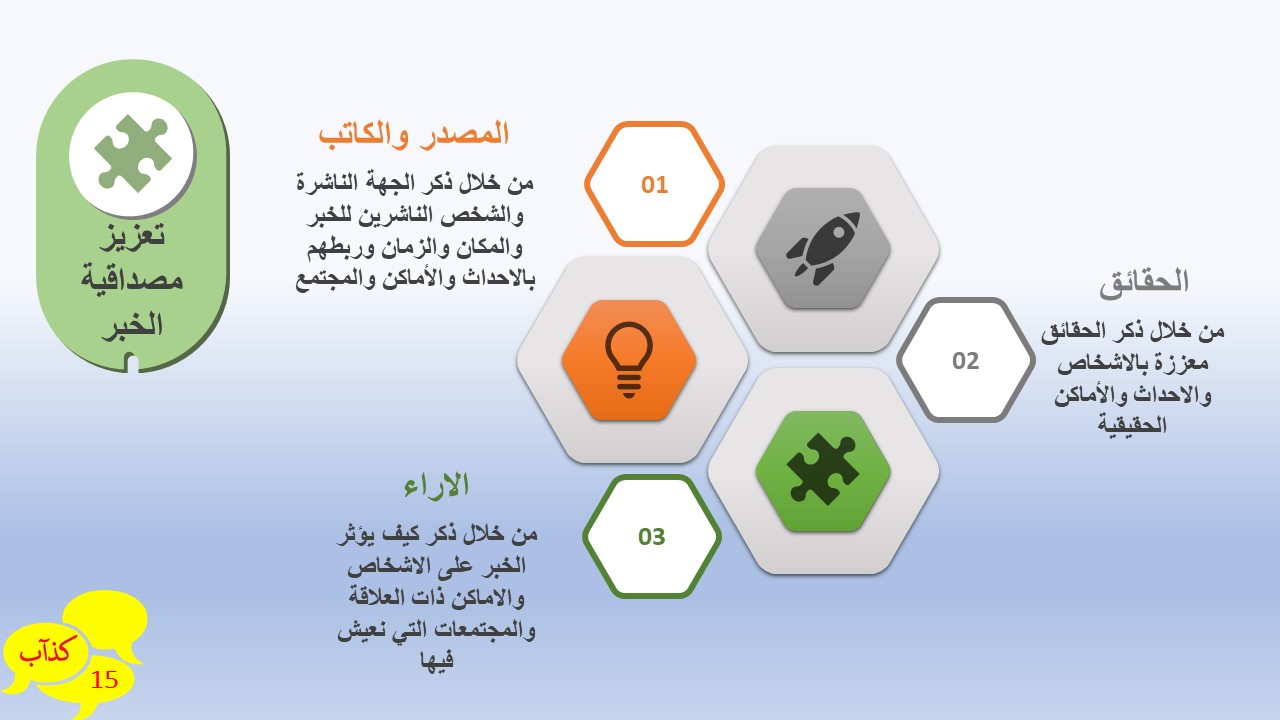 تعزيز
مصداقية
الخبر
المصدر والكاتب
01
من خلال ذكر الجهة الناشرة
والشخص الناشرين للخبر
والمكان والزمان وربطهم
بالاحداث والأماكن والمجتمع
الحقائق
02
من خلال ذكر الحقائق
معززة بالاشخاص
والاحداث والأماكن
الحقيقية
الاراء
03
من خلال ذكر كيف يؤثر
الخبر على الاشخاص
والاماكن ذات العلاقة
والمجتمعات التي نعيش
فيها
كذآب
15